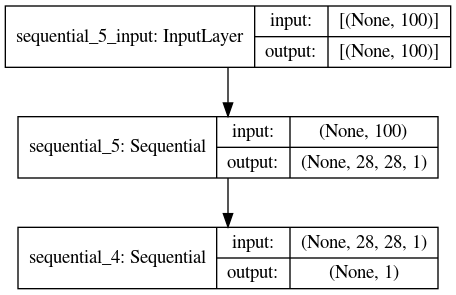 sequential_5_input: InputLayer
input:
[(None, 100)]
output:
[(None, 100)]
sequential_5: Sequential
input:
(None, 100)
output:
(None, 28, 28, 1)
sequential_4: Sequential
input:
(None, 28, 28, 1)
output:
(None, 1)